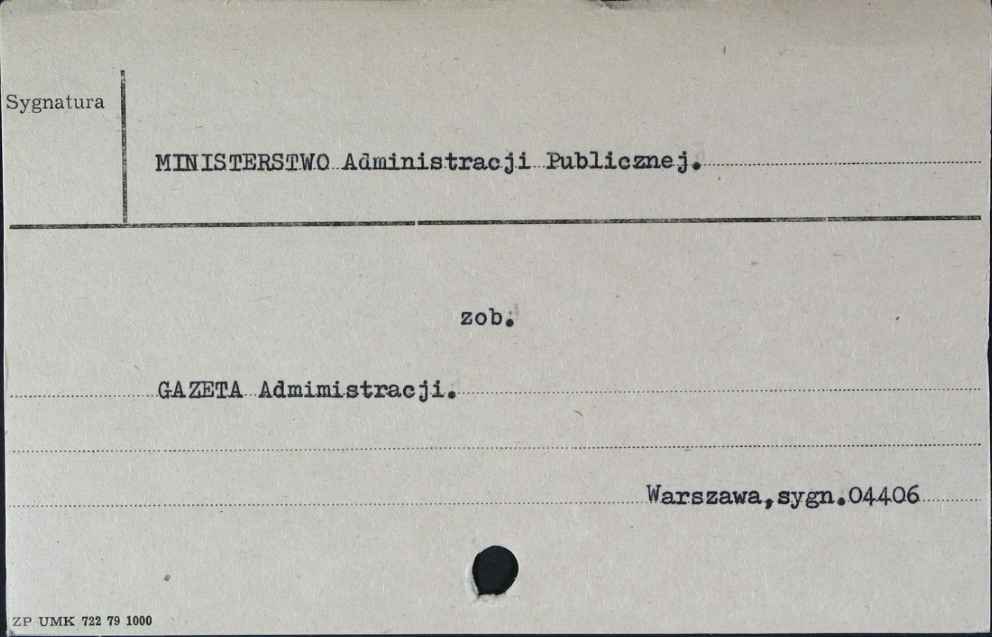 Sygnatura
MINISTERSTWO Administracji Publicznej.
zob.
GAZETA Admimistracji.
Warszawa,sygn.04406
ZP UMK 722 79 1000